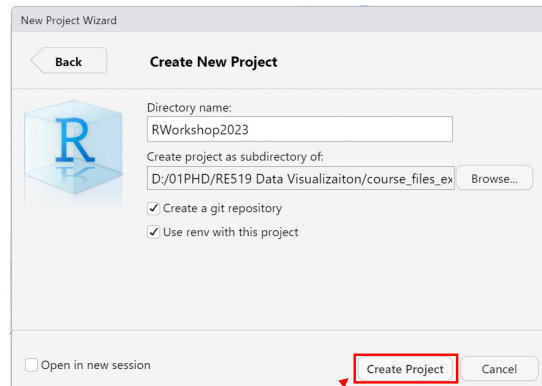 New Project Wizard
Back
Create New Project
R
Directory name:
RWorkshop2023
Create project as subdirectory of:
D:/01PHD/RE519 Data Visualizaiton/course_files_ex
Browse...
Create a git repository
Use renv with this project
Open in new session
Create Project
Cancel